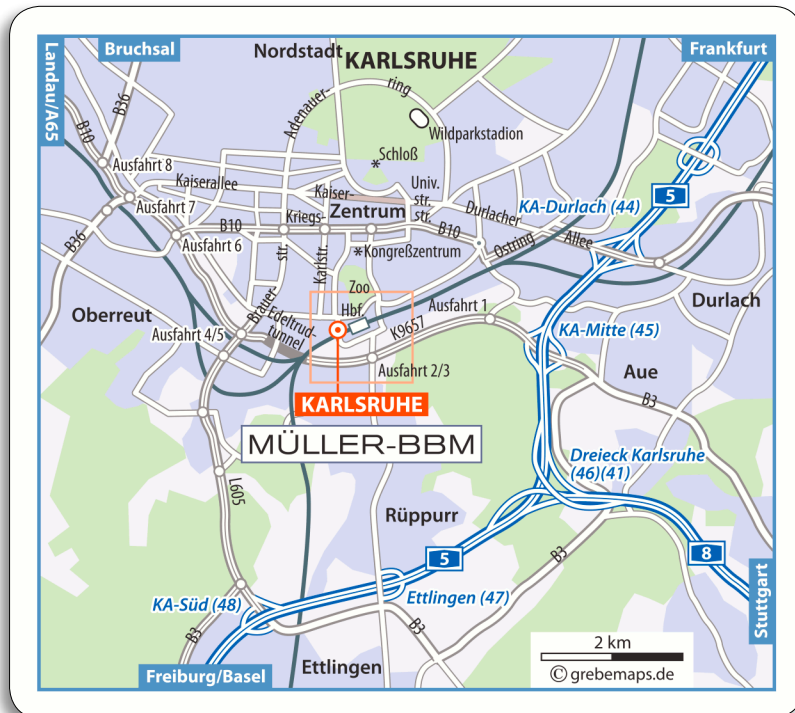 Landau/A65
Bruchsal
Nordstadt
KARLSRUHE
Frankfurt
B36
B10
Adenauer-
ring
Wildparkstadion
Schloß
Ausfahrt 8
Kaiserallee
Kaiser-
Univ.
str.
5
Ausfahrt 7
Zentrum
str.
Durlacher
KA-Durlach (44)
B10
Kriegs-
B10
Allee
B36
Ausfahrt 6
str.
Karlstr.
Kongreßzentrum
Ostring
Zoo
Oberreut
Brauer-
Edeltrud-
tunnel
Hbf.
K9657
Ausfahrt 1
Durlach
Ausfahrt 4/5
KA-Mitte (45)
Ausfahrt 2/3
Aue
KARLSRUHE
B3
MÜLLER-BBM
Dreieck Karlsruhe
(46)(41)
L605
Rüppurr
5
B3
8
KA-Süd (48)
Ettlingen (47)
Stuttgart
B3
B3
2 km
Freiburg/Basel
Ettlingen
© grebemaps.de